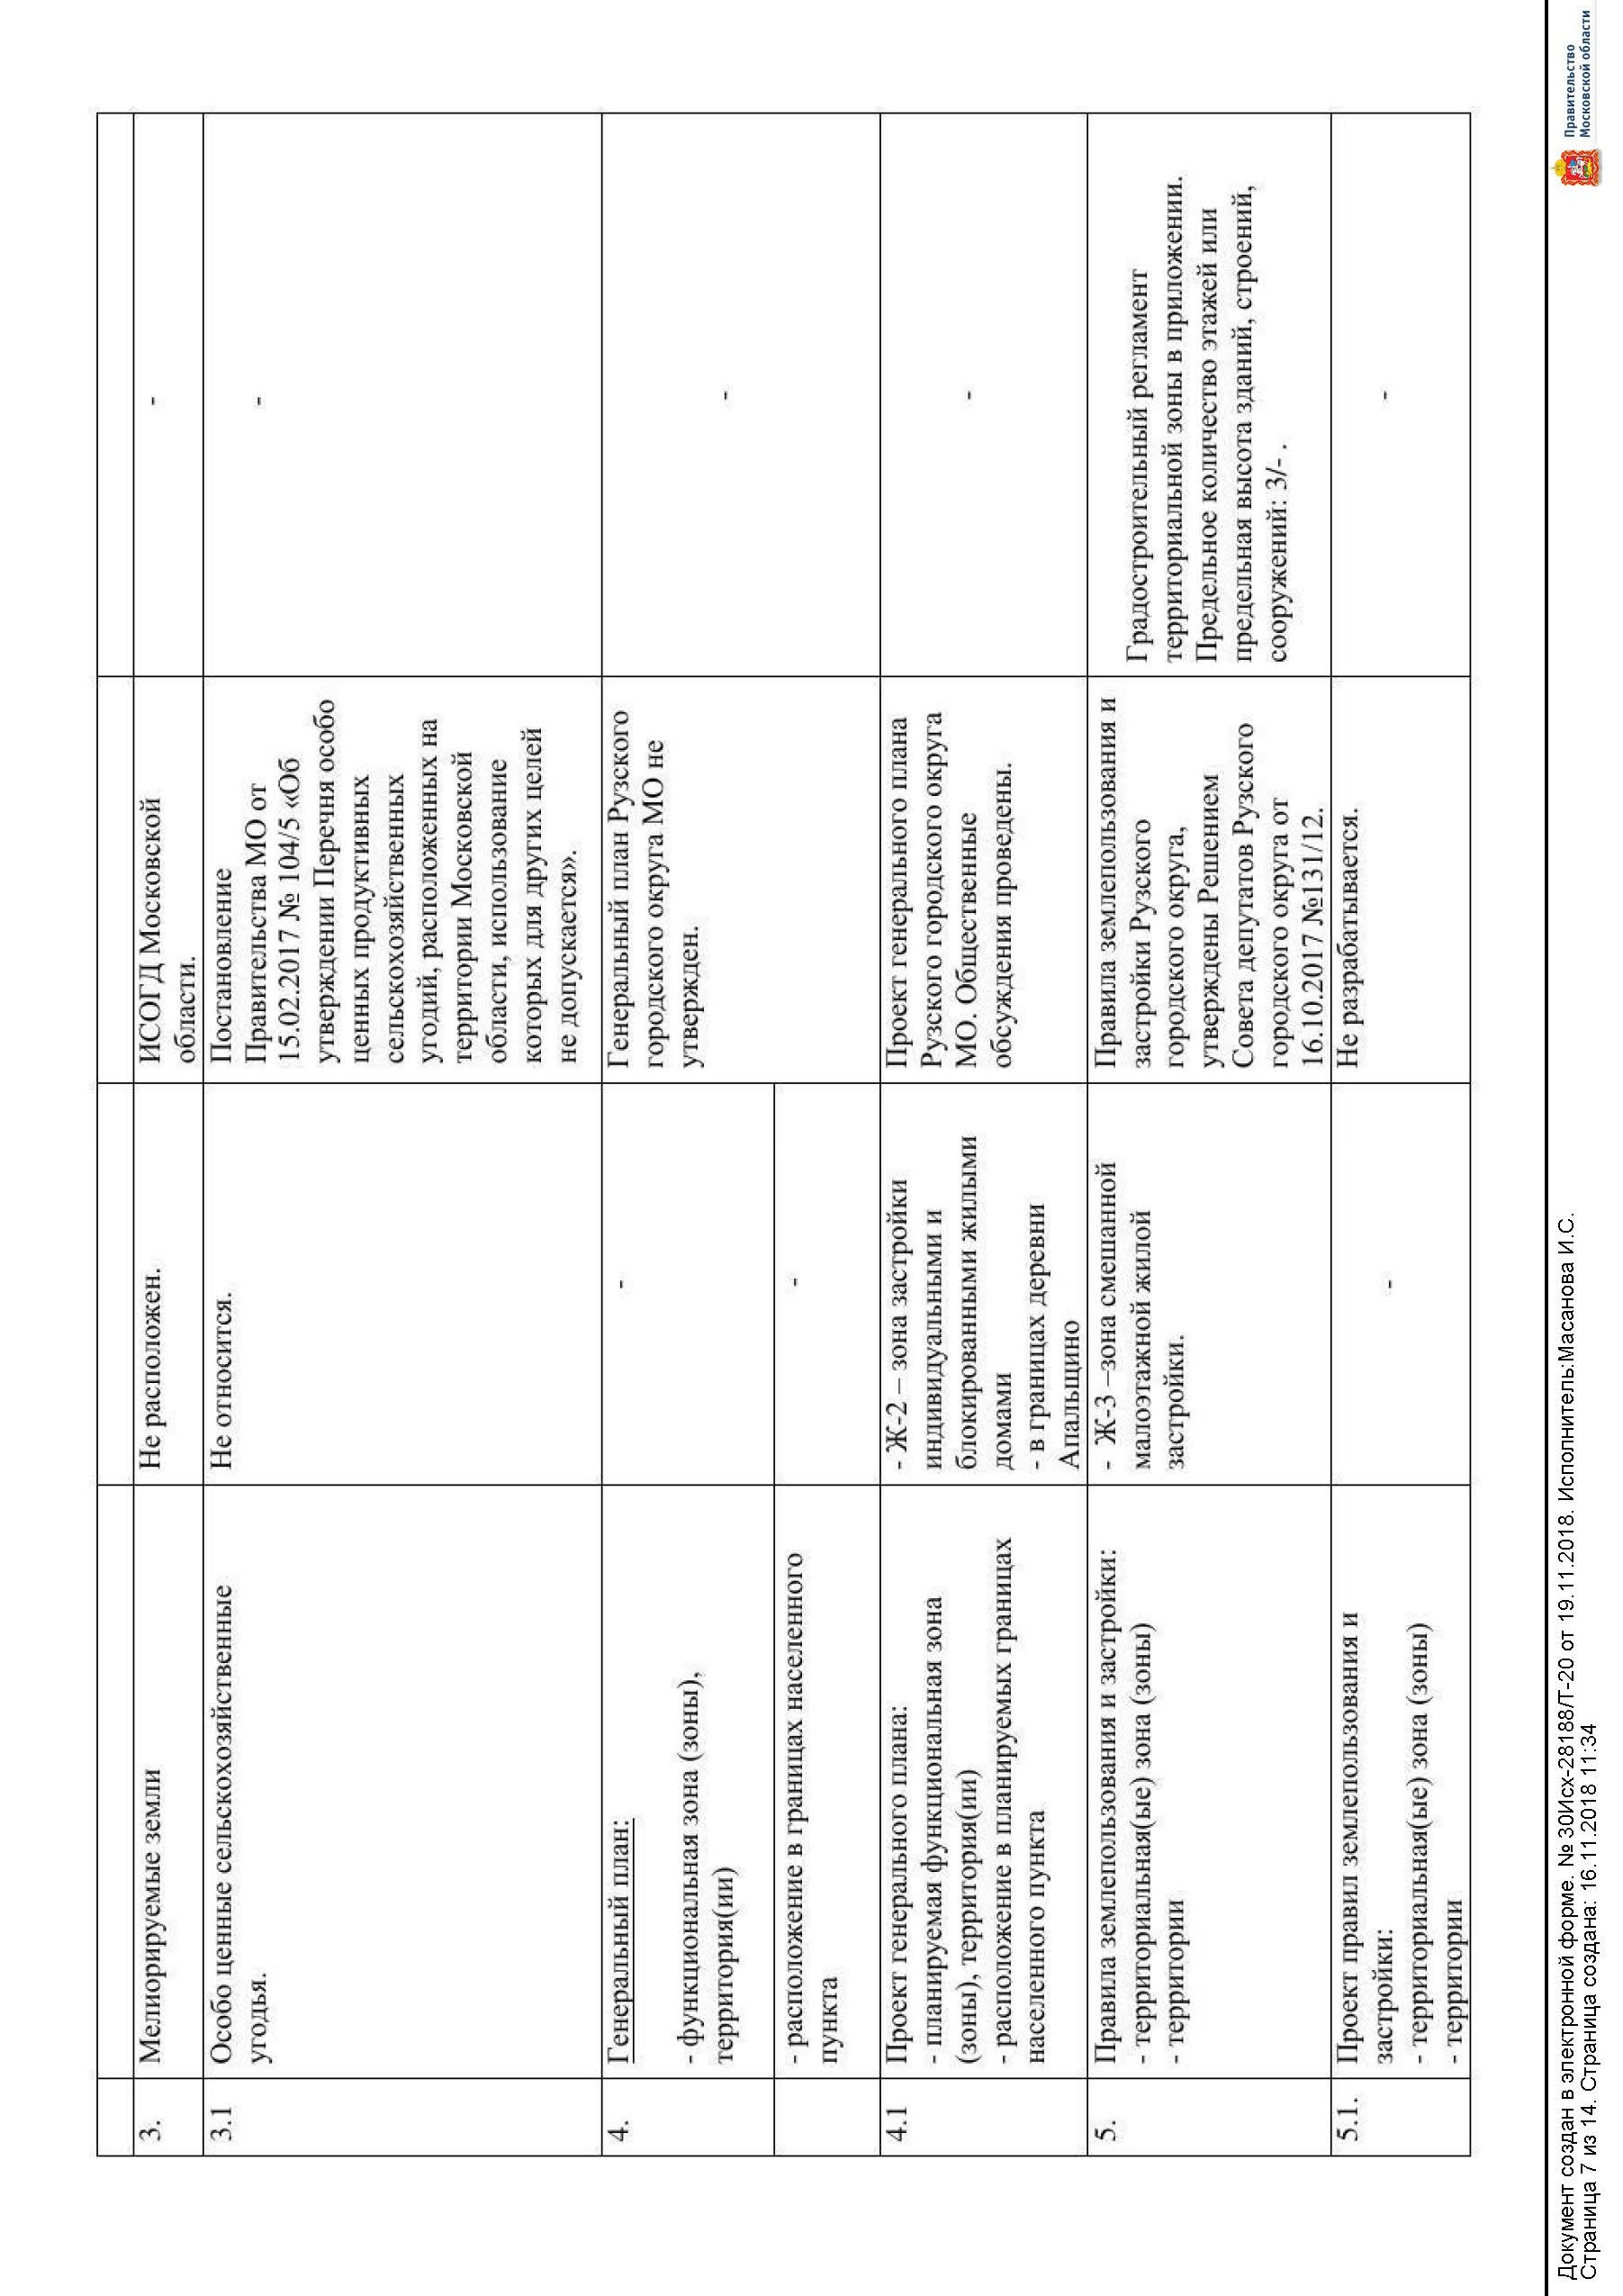 3.
Мелиорируемые земли
Не расположен.
ИСОГД Московской
области.
-
3.1
Особо ценные сельскохозяйственные
угодья.
Не относится.
Постановление
Правительства МО от
15.02.2017 № 104/5 «Об
утверждении Перечня особо
ценных продуктивных
сельскохозяйственных
угодий, расположенных на
территории Московской
области, использование
которых для других целей
не допускается».
-
4.
Генеральный план:
- функциональная зона (зоны),
территория(ии)
-
Генеральный план Рузского
городского округа МО не
утвержден.
-
- расположение в границах населенного
пункта
-
4.1
Проект генерального плана:
- планируемая функциональная зона
(зоны), территория(ии)
- расположение в планируемых границах
населенного пункта
- Ж-2 – зона застройки
индивидуальными и
блокированными жилыми
домами
- в границах деревни
Апальщино
Проект генерального плана
Рузского городского округа
МО. Общественные
обсуждения проведены.
-
5.
Правила землепользования и застройки:
- территориальная(ые) зона (зоны)
- территории
- Ж-3 –зона смешанной
малоэтажной жилой
застройки.
Правила землепользования и
застройки Рузского
городского округа,
утверждены Решением
Совета депутатов Рузского
городского округа от
16.10.2017 №131/12.
Градостроительный регламент
территориальной зоны в приложении.
Предельное количество этажей или
предельная высота зданий, строений,
сооружений: 3/- .
5.1.
Проект правил землепользования и
застройки:
- территориальная(ые) зона (зоны)
- территории
-
Не разрабатывается.
-
Документ создан в электронной форме. № 30Исх-28188/Т-20 от 19.11.2018. Исполнитель:Масанова И.С.
Страница 7 из 14. Страница создана: 16.11.2018 11:34
Правительство
Московской области